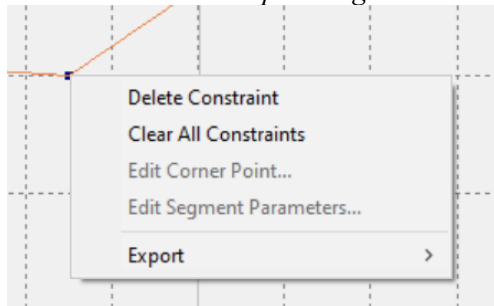 Delete Constraint
Clear All Constraints
Edit Corner Point...
Edit Segment Parameters...
Export